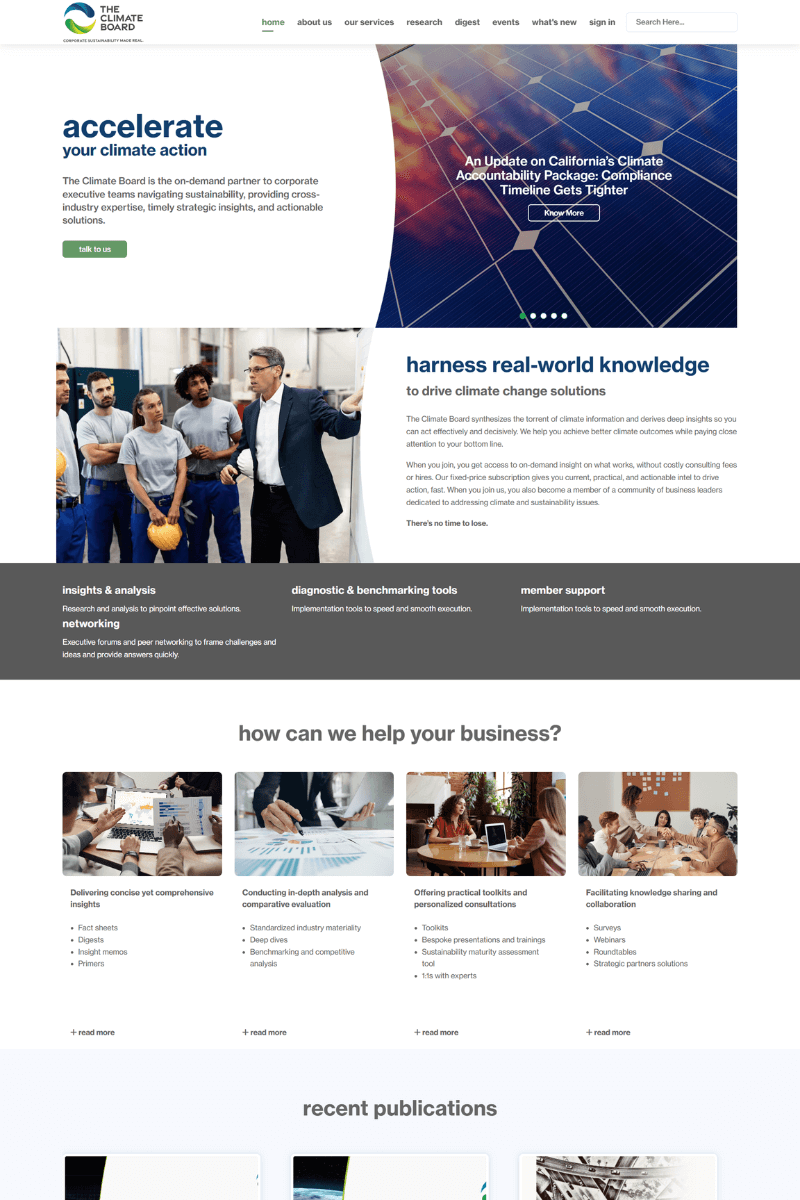 THE
CLIMATE
BOARD
CORPORATE SUSTAINABILITY MADE REAL.
home about us our services research digest events what's new sign in Search Here...
accelerate
your climate action
The Climate Board is the on-demand partner to corporate
executive teams navigating sustainability, providing cross-
industry expertise, timely strategic insights, and actionable
solutions.
talk to us
An Update on California's Climate
Accountability Package: Compliance
Timeline Gets Tighter
Know More
harness real-world knowledge
to drive climate change solutions
The Climate Board synthesizes the torrent of climate information and derives deep insights so you
can act effectively and decisively. We help you achieve better climate outcomes while paying close
attention to your bottom line.
When you join, you get access to on-demand insight on what works, without costly consulting fees
or hires. Our fixed-price subscription gives you current, practical, and actionable intel to drive
action, fast. When you join us, you also become a member of a community of business leaders
dedicated to addressing climate and sustainability issues.
There's no time to lose.
insights & analysis
Research and analysis to pinpoint effective solutions.
diagnostic & benchmarking tools
Implementation tools to speed and smooth execution.
member support
Implementation tools to speed and smooth execution.
networking
Executive forums and peer networking to frame challenges and
ideas and provide answers quickly.
how can we help your business?
Delivering concise yet comprehensive
insights
• Fact sheets
• Digests
• Insight memos
• Primers
+ read more
Conducting in-depth analysis and
comparative evaluation
• Standardized industry materiality
• Deep dives
• Benchmarking and competitive
analysis
+ read more
Offering practical toolkits and
personalized consultations
• Toolkits
• Bespoke presentations and trainings
• Sustainability maturity assessment
tool
• 1:1s with experts
+ read more
Facilitating knowledge sharing and
collaboration
• Surveys
• Webinars
• Roundtables
• Strategic partners solutions
+ read more
recent publications